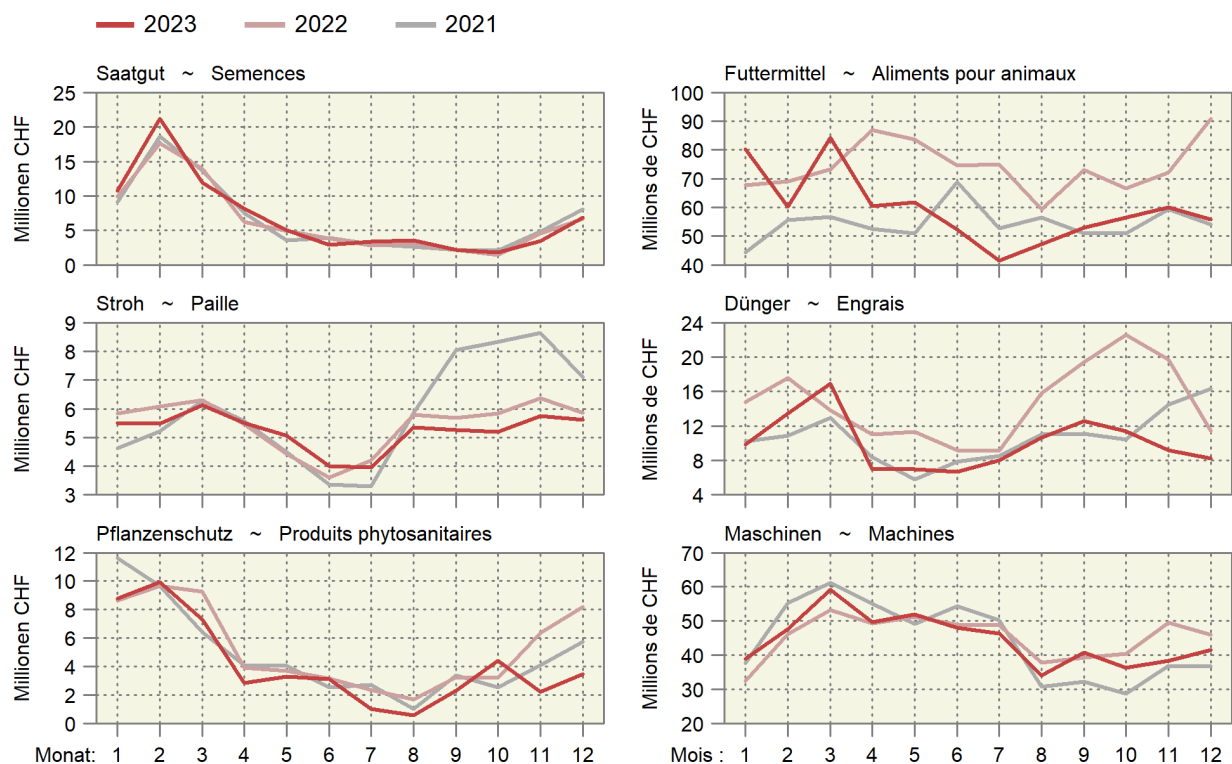 2023 2022 2021
Saatgut ~ Semences
Millionen CHF
25
20
15
10
5
0
Futtermittel ~ Aliments pour animaux
Millions de CHF
100
90
80
70
60
50
40
Stroh ~ Paille
Millionen CHF
9
8
7
6
5
4
3
Dünger ~ Engrais
Millions de CHF
24
20
16
12
8
4
Pflanzenschutz ~ Produits phytosanitaires
Millionen CHF
12
10
8
6
4
2
0
Monat: 1 2 3 4 5 6 7 8 9 10 11 12
Maschinen ~ Machines
Millions de CHF
70
60
50
40
30
20
Mois : 1 2 3 4 5 6 7 8 9 10 11 12